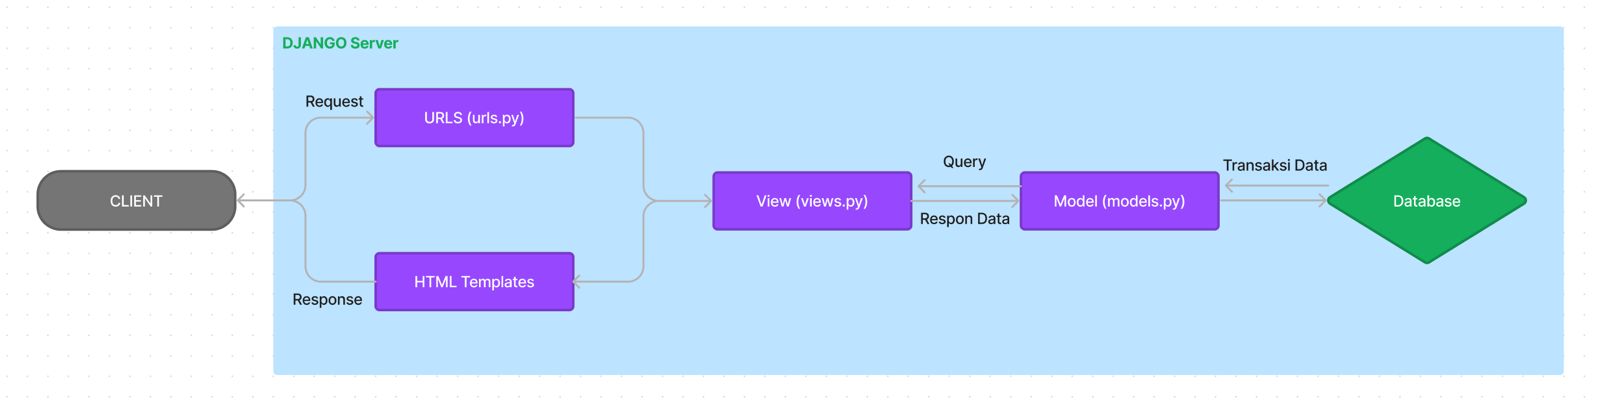 DJANGO Server
Request
URLS (urls.py)
Query
Transaksi Data
CLIENT
View (views.py)
Model (models.py)
Database
Respon Data
HTML Templates
Response